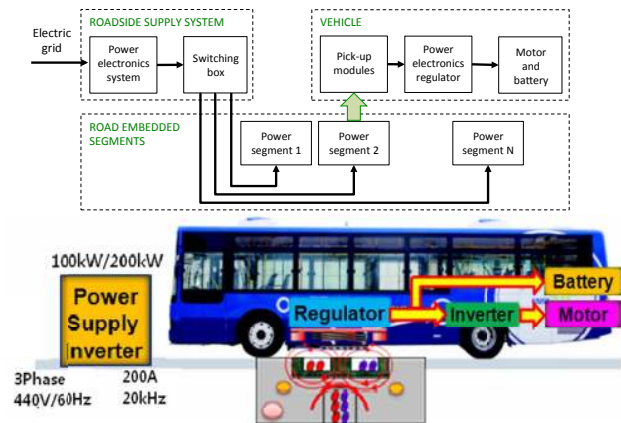 ROADSIDE SUPPLY SYSTEM
VEHICLE
Electric
grid
Power
electronics
system
Switching
box
Pick-up
modules
Power
electronics
regulator
Motor
and
battery
ROAD EMBEDDED
SEGMENTS
Power
segment 1
Power
segment 2
Power
segment N
100kW/200kW
Power
Supply
Inverter
3Phase
440V/60Hz
200A
20kHz
Regulator
Inverter
Battery
Motor